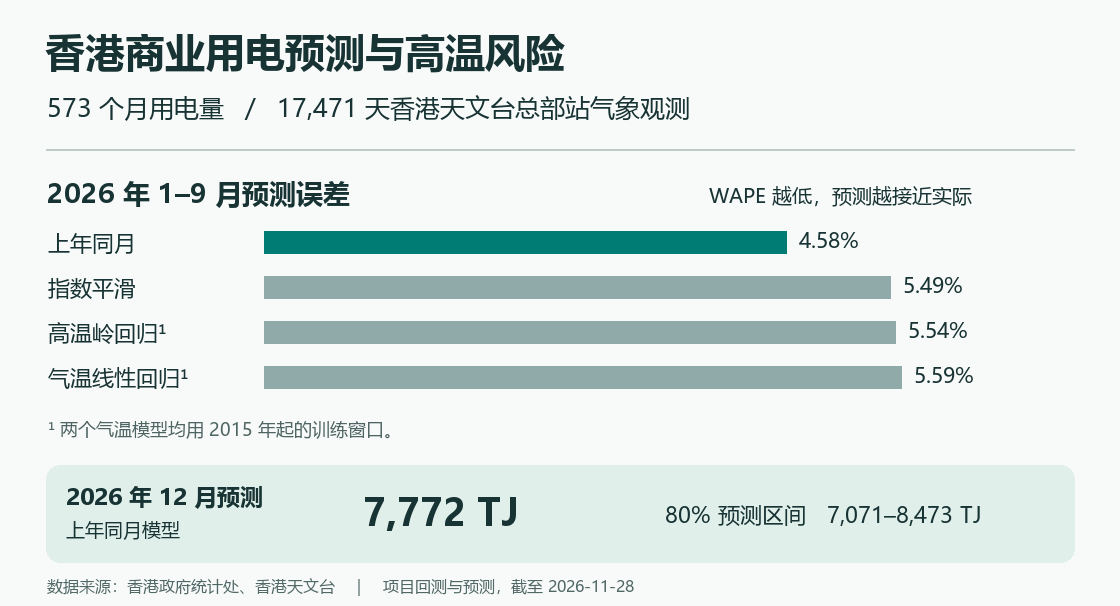 香港商业用电预测与高温风险
573 个月用电量 / 17,471 天香港天文台总部站气象观测
2026 年 1–9 月预测误差
WAPE 越低，预测越接近实际
上年同月 4.58%
指数平滑 5.49%
高温岭回归¹ 5.54%
气温线性回归¹ 5.59%
¹ 两个气温模型均用 2015 年起的训练窗口。
2026 年 12 月预测
上年同月模型
7,772 TJ
80% 预测区间 7,071–8,473 TJ
数据来源：香港政府统计处、香港天文台 | 项目回测与预测，截至 2026-11-28